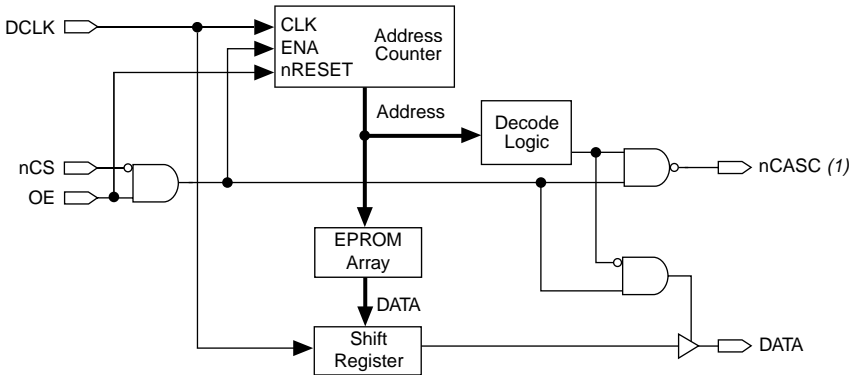 DCLK
CLK
ENA
nRESET
Address
Counter
Address
Decode
Logic
nCS
OE
nCASC (1)
EPROM
Array
DATA
Shift
Register
DATA